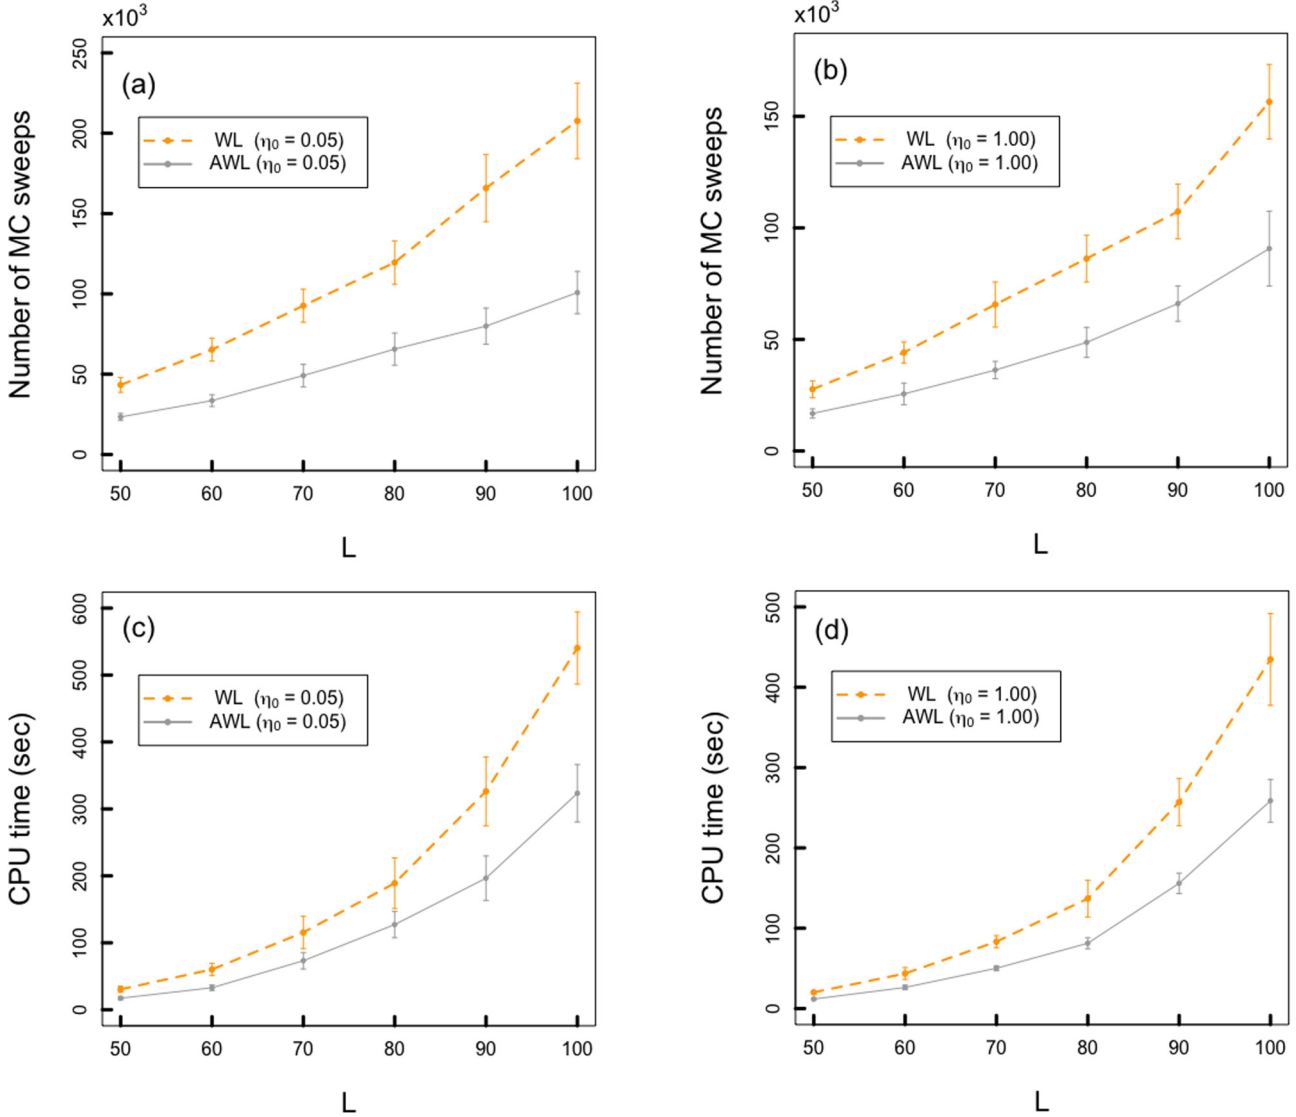 x10³
(a)
Number of MC sweeps
250
200
150
100
50
0
WL (η₀ = 0.05)
AWL (η₀ = 0.05)
50 60 70 80 90 100
L
x10³
(b)
Number of MC sweeps
150
100
50
0
WL (η₀ = 1.00)
AWL (η₀ = 1.00)
50 60 70 80 90 100
L
(c)
CPU time (sec)
600
500
400
300
200
100
0
WL (η₀ = 0.05)
AWL (η₀ = 0.05)
50 60 70 80 90 100
L
(d)
CPU time (sec)
500
400
300
200
100
0
WL (η₀ = 1.00)
AWL (η₀ = 1.00)
50 60 70 80 90 100
L